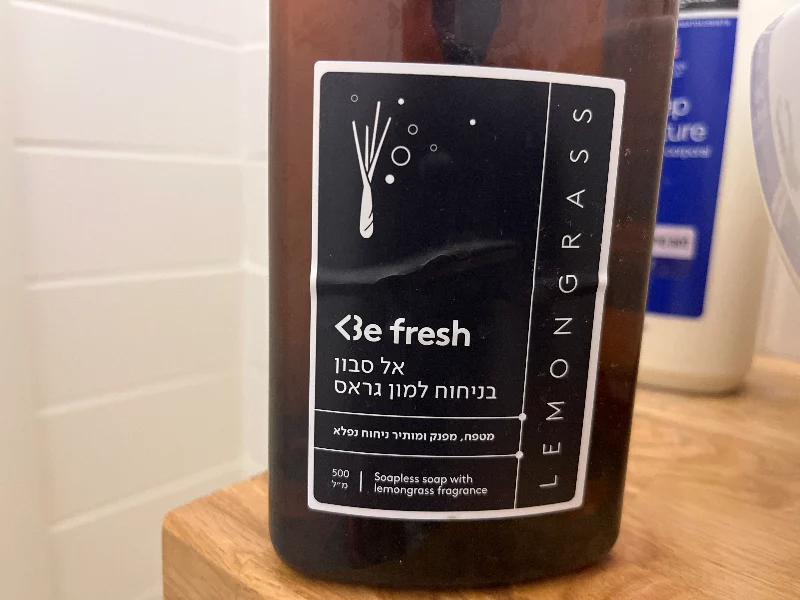 Be fresh
אל סבון
בניחוח למון גראס
מטפח, מפנק ומותיר ניחוח נפלא
500
מ״ל
Soapless soap with
lemongrass fragrance
LEMONGRASS